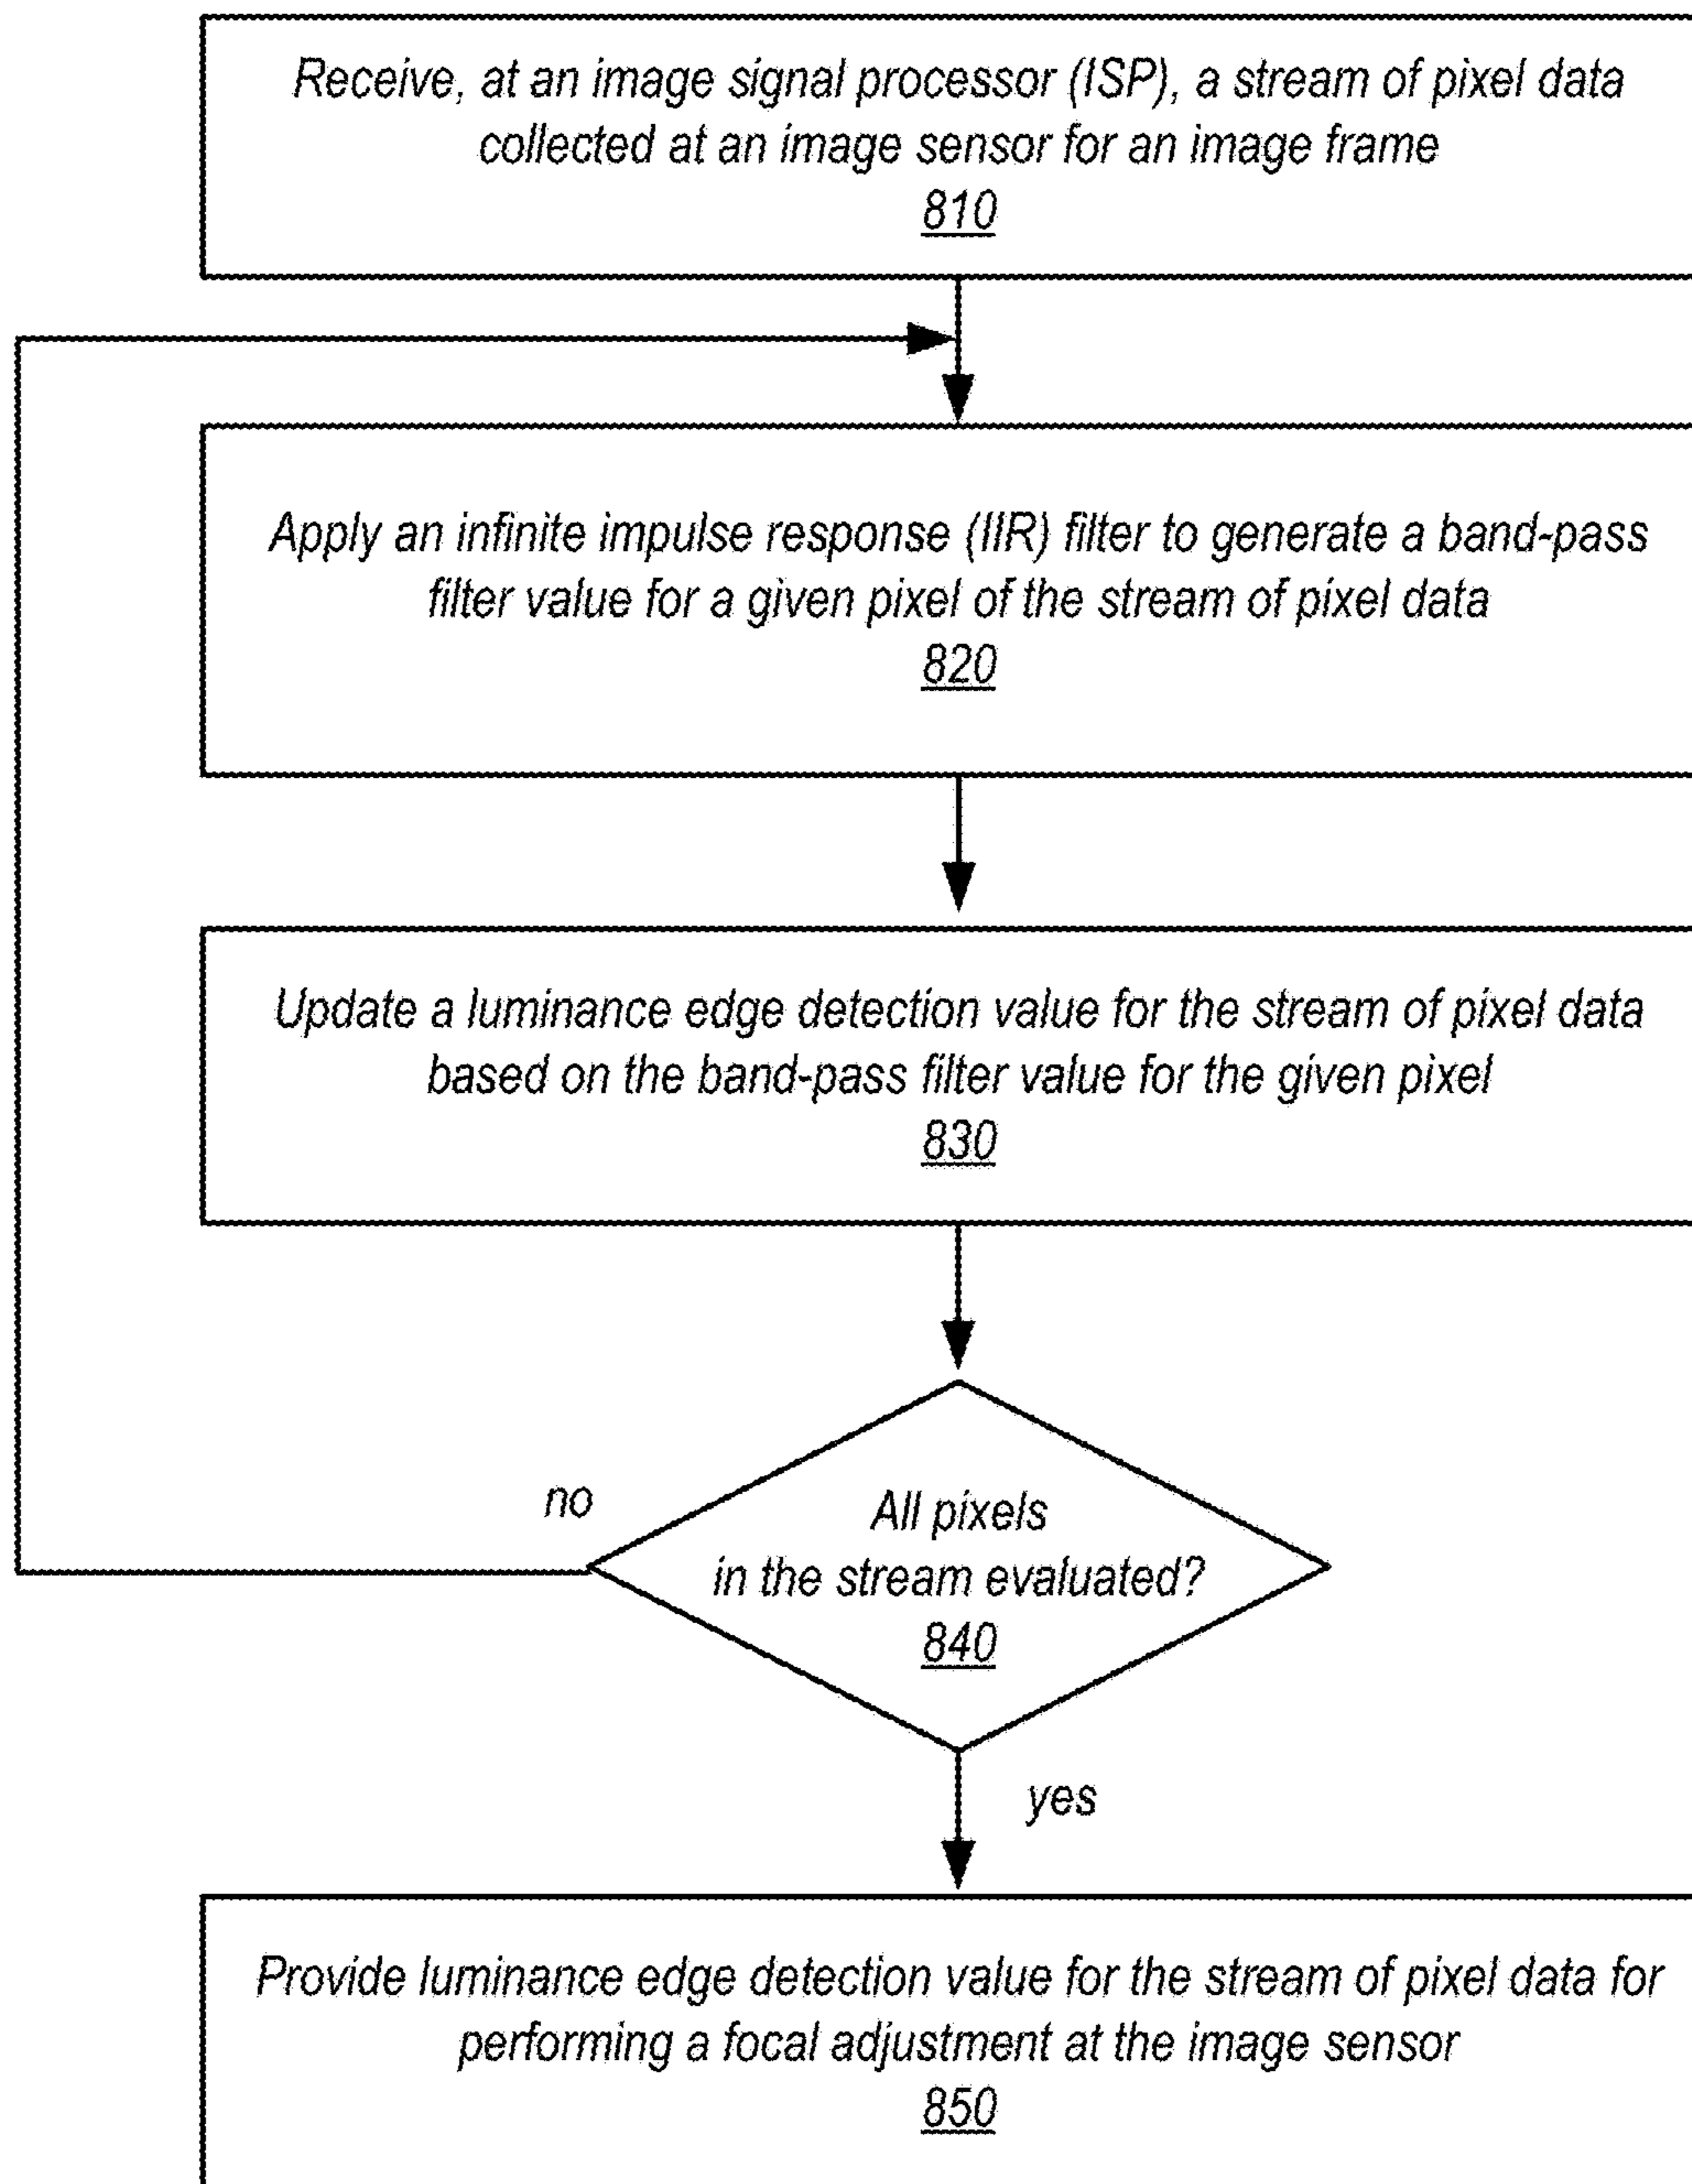 Receive, at an image signal processor (ISP), a stream of pixel data
collected at an image sensor for an image frame
810
Apply an infinite impulse response (IIR) filter to generate a band-pass
filter value for a given pixel of the stream of pixel data
820
Update a luminance edge detection value for the stream of pixel data
based on the band-pass filter value for the given pixel
830
no
All pixels
in the stream evaluated?
840
yes
Provide luminance edge detection value for the stream of pixel data for
performing a focal adjustment at the image sensor
850